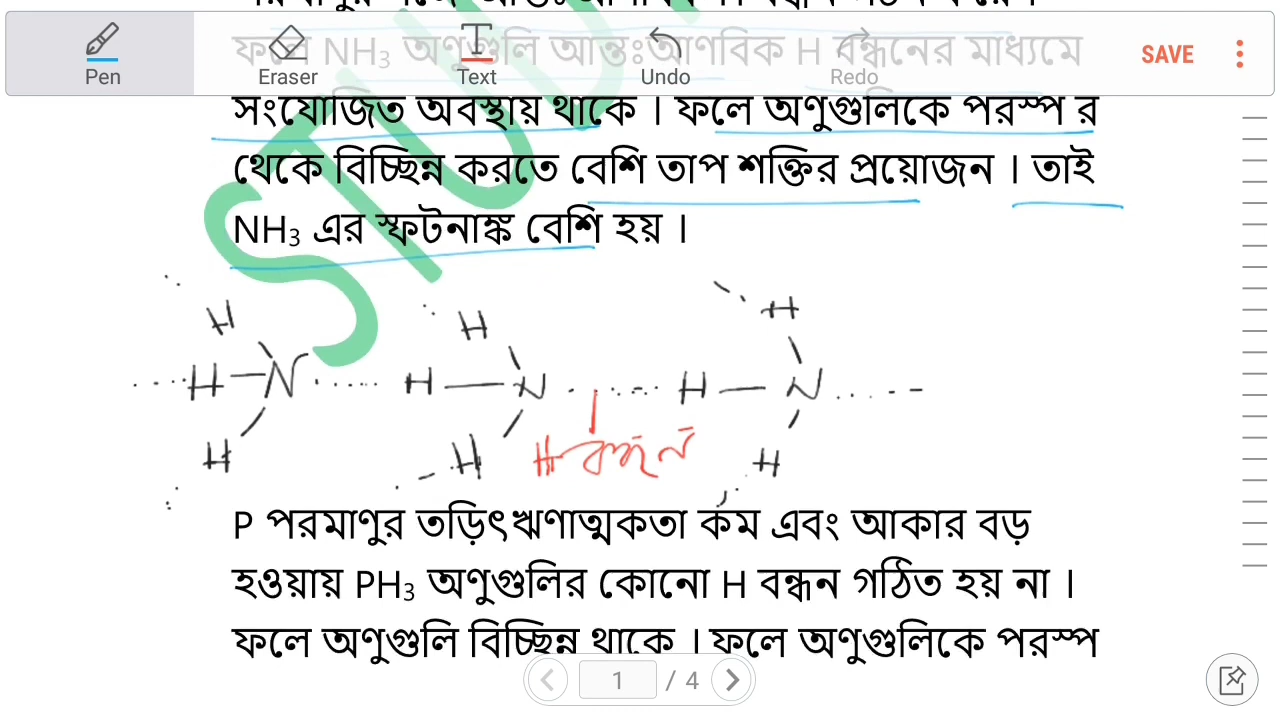 Pen
Eraser
Text
Undo
Redo
SAVE
ফলে NH₃ অণুগুলি আন্তঃআণবিক H বন্ধনের মাধ্যমে
সংযোজিত অবস্থায় থাকে । ফলে অণুগুলিকে পরস্প র
থেকে বিচ্ছিন্ন করতে বেশি তাপ শক্তির প্রয়োজন । তাই
NH₃ এর স্ফটনাঙ্ক বেশি হয় ।
H H H
H—N ..... H—N ..... H—N .....
H H H
H বন্ধন
P পরমাণুর তড়িৎঋণাত্মকতা কম এবং আকার বড়
হওয়ায় PH₃ অণুগুলির কোনো H বন্ধন গঠিত হয় না ।
ফলে অণুগুলি বিচ্ছিন্ন থাকে । ফলে অণুগুলিকে পরস্প
1 / 4
STUD